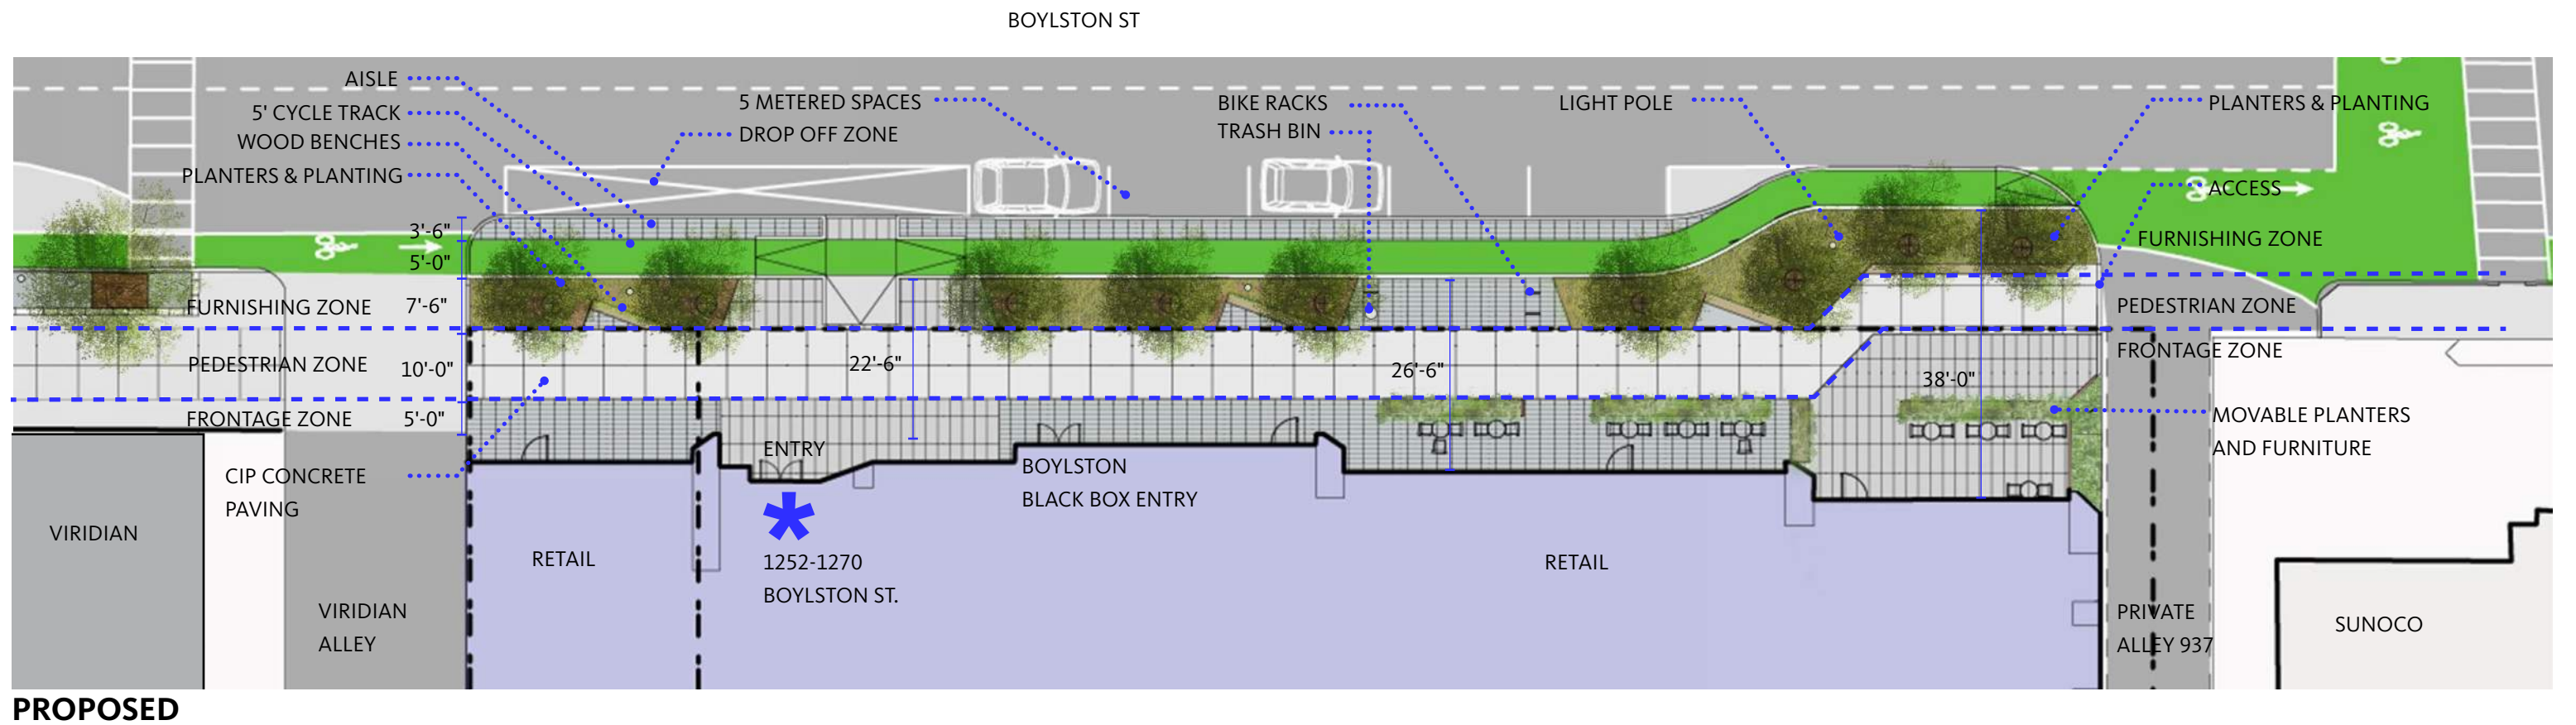 BOYLSTON ST
AISLE
5' CYCLE TRACK
WOOD BENCHES
PLANTERS & PLANTING
5 METERED SPACES
DROP OFF ZONE
BIKE RACKS
TRASH BIN
LIGHT POLE
PLANTERS & PLANTING
ACCESS
3'-6"
5'-0"
FURNISHING ZONE
7'-6"
FURNISHING ZONE
PEDESTRIAN ZONE
PEDESTRIAN ZONE
10'-0"
22'-6"
26'-6"
38'-0"
FRONTAGE ZONE
FRONTAGE ZONE
5'-0"
MOVABLE PLANTERS
AND FURNITURE
CIP CONCRETE
PAVING
ENTRY
BOYLSTON
BLACK BOX ENTRY
VIRIDIAN
RETAIL
*
1252-1270
BOYLSTON ST.
RETAIL
VIRIDIAN
ALLEY
PRIVATE
ALLEY 937
SUNOCO
PROPOSED